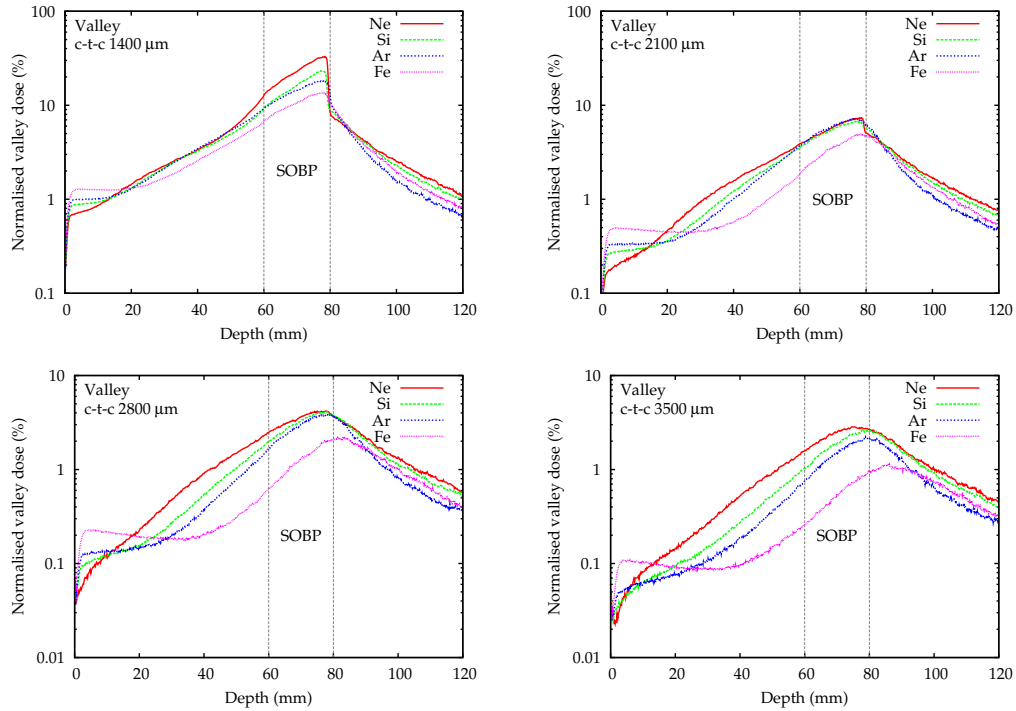 Valley
c-t-c 1400 μm
Ne
Si
Ar
Fe
SOBP
Normalised valley dose (%)
100
10
1
0.1
0 20 40 60 80 100 120
Depth (mm)
Valley
c-t-c 2100 μm
Ne
Si
Ar
Fe
SOBP
Normalised valley dose (%)
100
10
1
0.1
0 20 40 60 80 100 120
Depth (mm)
Valley
c-t-c 2800 μm
Ne
Si
Ar
Fe
SOBP
Normalised valley dose (%)
10
1
0.1
0.01
0 20 40 60 80 100 120
Depth (mm)
Valley
c-t-c 3500 μm
Ne
Si
Ar
Fe
SOBP
Normalised valley dose (%)
10
1
0.1
0.01
0 20 40 60 80 100 120
Depth (mm)